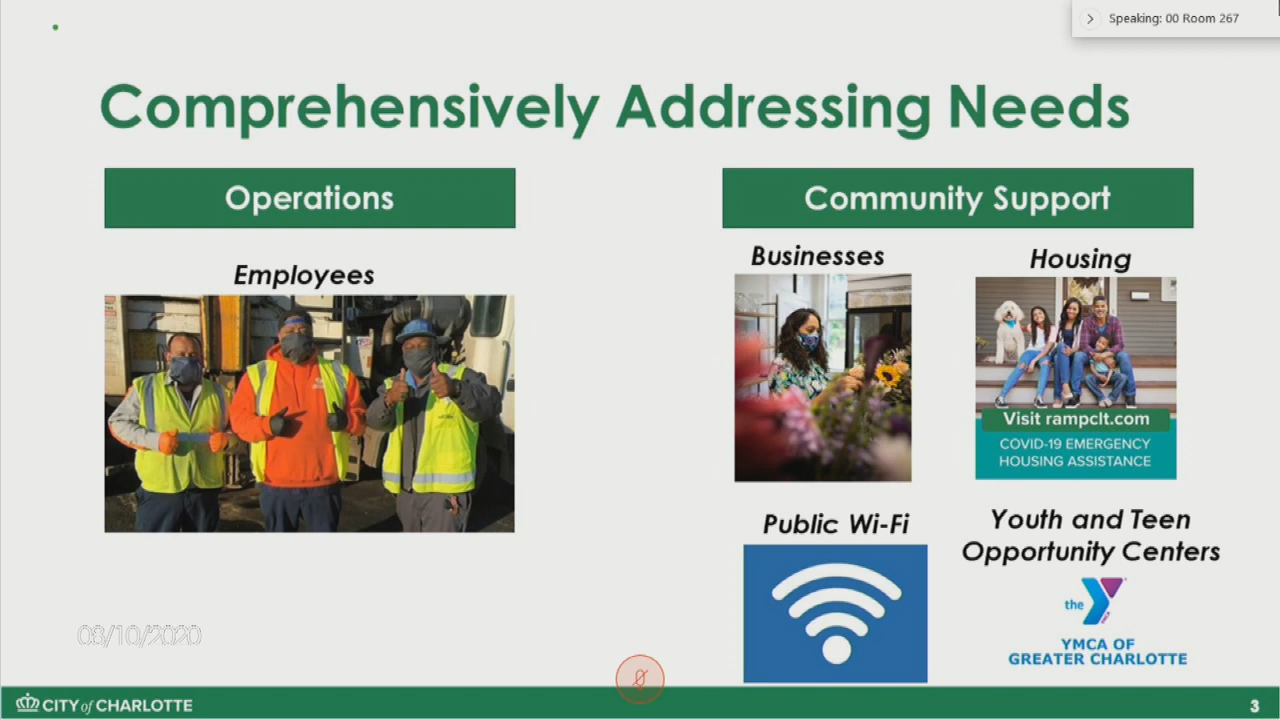 Speaking: 00 Room 267
Comprehensively Addressing Needs
Operations
Employees
Community Support
Businesses
Housing
Visit rampclt.com
COVID-19 EMERGENCY
HOUSING ASSISTANCE
Public Wi-Fi
Youth and Teen
Opportunity Centers
the Y
YMCA OF
GREATER CHARLOTTE
08/10/2020
CITY of CHARLOTTE
3